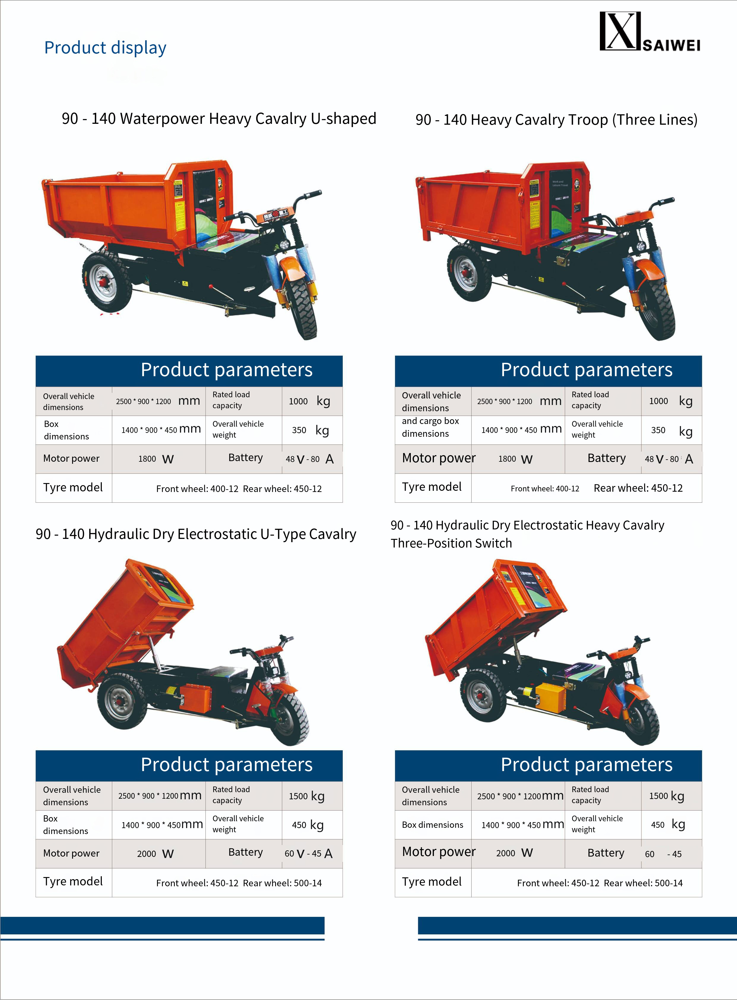 SAIWEI
Product display
90 - 140 Waterpower Heavy Cavalry U-shaped
90 - 140 Heavy Cavalry Troop (Three Lines)
Work and
Leisure Travel
Product parameters
Overall vehicle
dimensions
2500 * 900 * 1200 mm
Rated load
capacity
1000 kg
Box
dimensions
1400 * 900 * 450 mm
Overall vehicle
weight
350 kg
Motor power
1800 W
Battery
48 V - 80 A
Tyre model
Front wheel: 400-12 Rear wheel: 450-12
Product parameters
Overall vehicle
dimensions
and cargo box
dimensions
2500 * 900 * 1200 mm
Rated load
capacity
1000 kg
1400 * 900 * 450 mm
Overall vehicle
weight
350 kg
Motor power
1800 W
Battery
48 V - 80 A
Tyre model
Front wheel: 400-12 Rear wheel: 450-12
90 - 140 Hydraulic Dry Electrostatic U-Type Cavalry
90 - 140 Hydraulic Dry Electrostatic Heavy Cavalry
Three-Position Switch
Product parameters
Overall vehicle
dimensions
2500 * 900 * 1200 mm
Rated load
capacity
1500 kg
Box
dimensions
1400 * 900 * 450 mm
Overall vehicle
weight
450 kg
Motor power
2000 W
Battery
60 V - 45 A
Tyre model
Front wheel: 450-12 Rear wheel: 500-14
Product parameters
Overall vehicle
dimensions
2500 * 900 * 1200 mm
Rated load
capacity
1500 kg
Box dimensions
1400 * 900 * 450 mm
Overall vehicle
weight
450 kg
Motor power
2000 W
Battery
60 - 45
Tyre model
Front wheel: 450-12 Rear wheel: 500-14